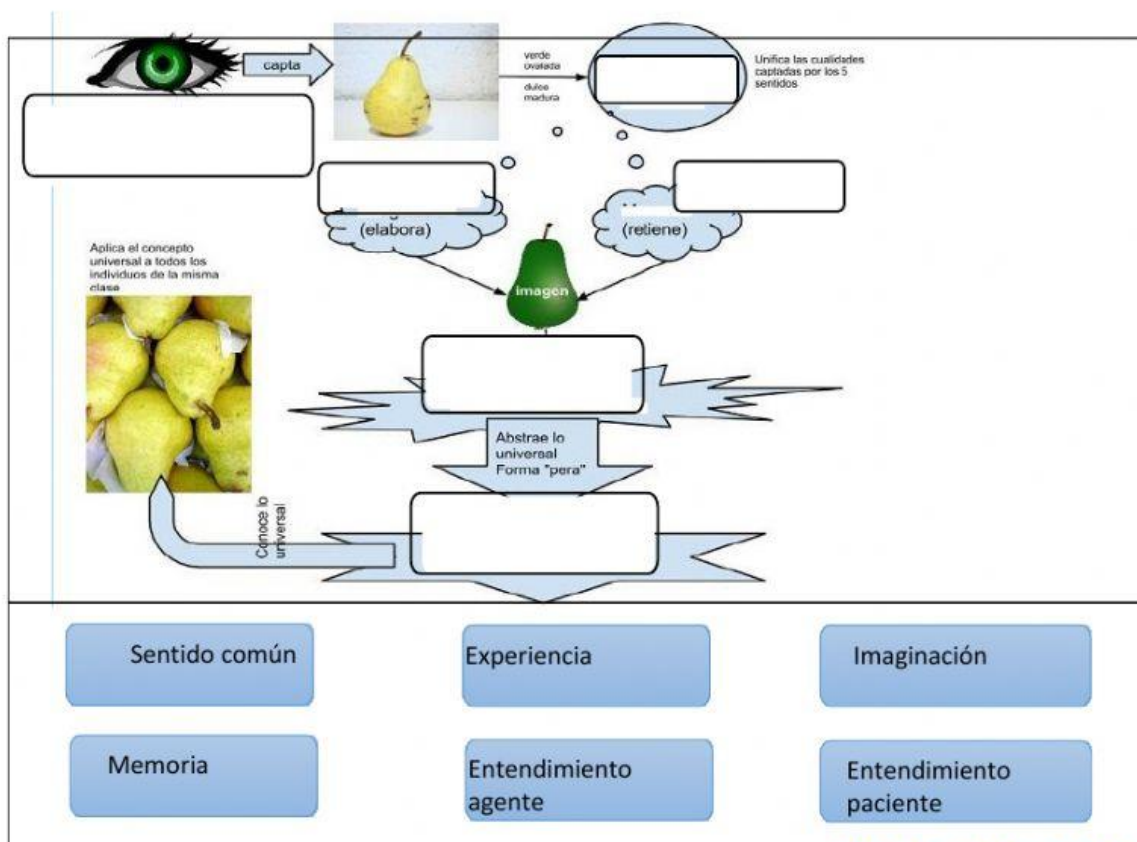 capta
verde
ovalada
dulce
madura
Unifica las cualidades
captadas por los 5
sentidos
(elabora)
(retiene)
imagen
Aplica el concepto
universal a todos los
individuos de la misma
clase
Abstrae lo
universal
Forma "pera"
Conoce lo
universal
Sentido común
Experiencia
Imaginación
Memoria
Entendimiento
agente
Entendimiento
paciente